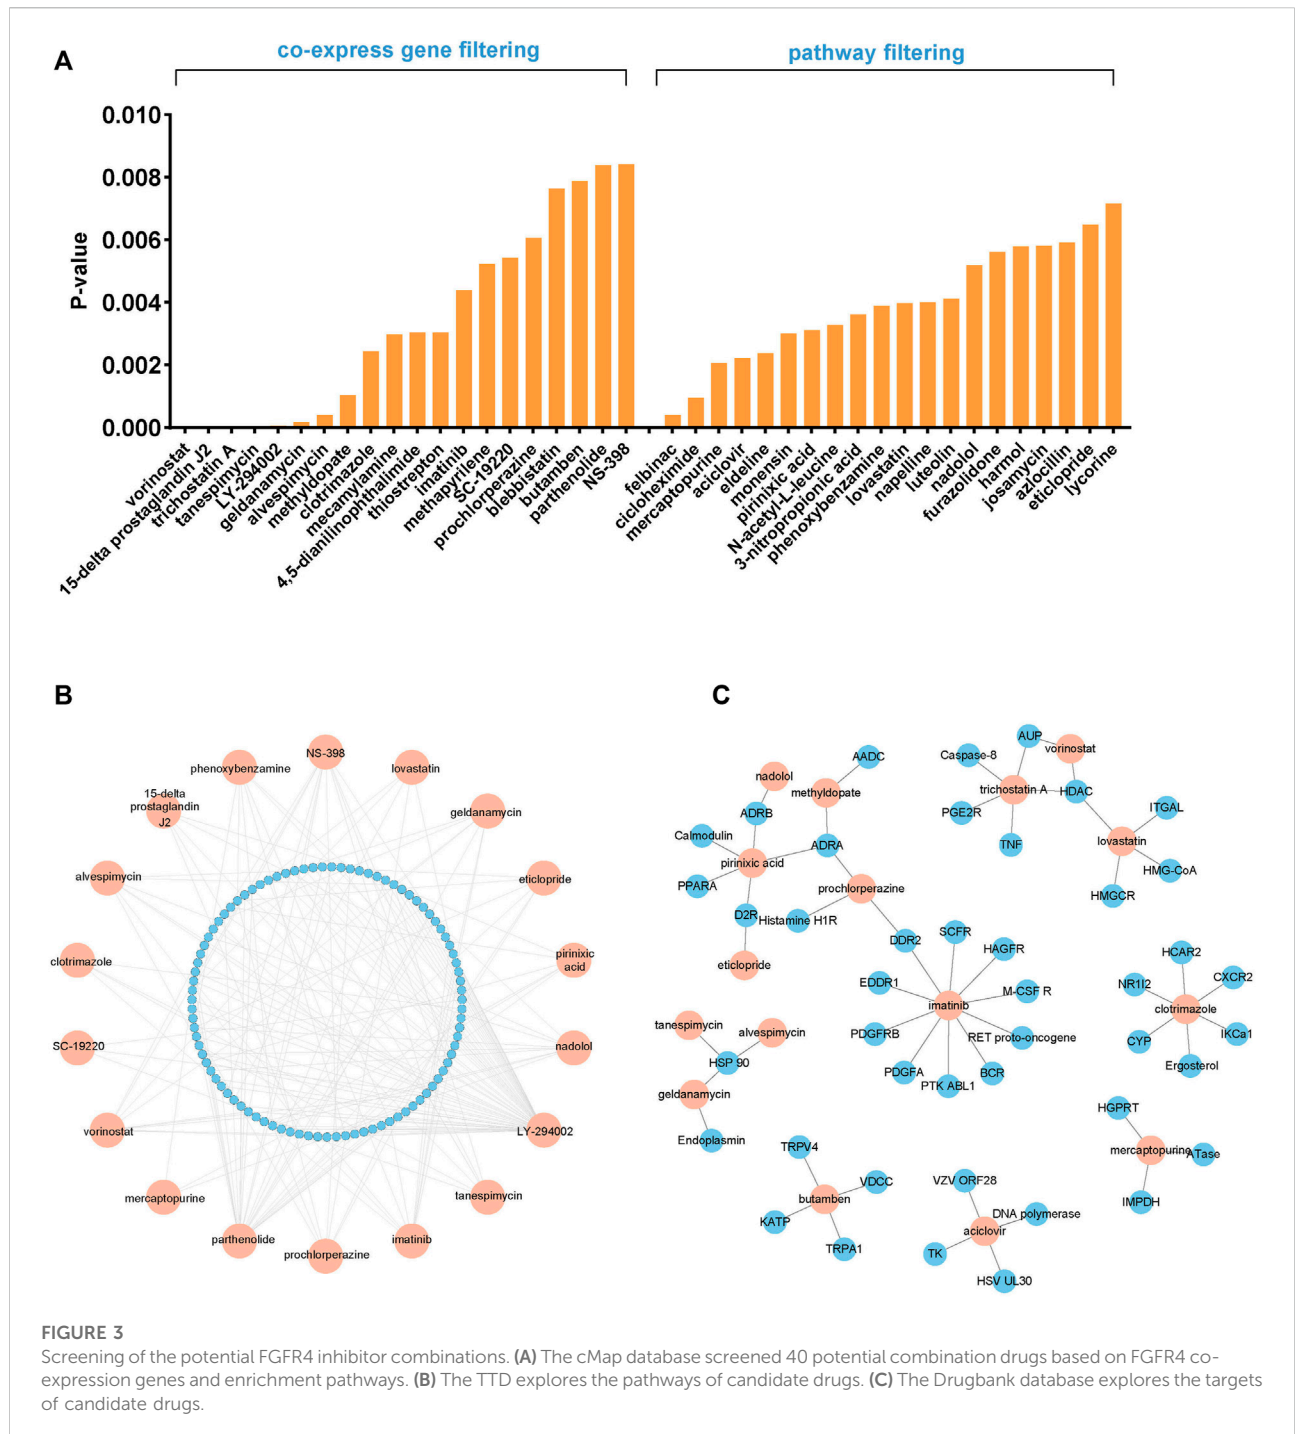 A
co-express gene filtering
pathway filtering
P-value
0.010
0.008
0.006
0.004
0.002
0.000
vorinostat
15-delta prostaglandin J2
trichostatin A
tanespimycin
LY-294002
geldanamycin
alvespimycin
methyldopate
clotrimazole
mecamylamine
4,5-dianilinophthalimide
thiostrepton
imatinib
methapyrilene
SC-19220
prochlorperazine
blebbistatin
butamben
parthenolide
NS-398
felbinac
cicloheximide
mercaptopurine
aciclovir
eldeline
monensin
pirinixic acid
N-acetyl-L-leucine
3-nitropropionic acid
phenoxybenzamine
lovastatin
napelline
luteolin
nadolol
furazolidone
harmol
josamycin
azlocillin
eticlopride
lycorine
B
NS-398
phenoxybenzamine
lovastatin
15-delta
prostaglandin
J2
geldanamycin
alvespimycin
eticlopride
clotrimazole
pirinixic
acid
SC-19220
nadolol
vorinostat
LY-294002
mercaptopurine
tanespimycin
parthenolide
prochlorperazine
imatinib
C
AADC
nadolol
methyldopate
ADRB
Calmodulin
ADRA
pirinixic acid
PPARA
prochlorperazine
D2R
Histamine H1R
eticlopride
DDR2
AUP
vorinostat
Caspase-8
trichostatin A
HDAC
PGE2R
TNF
ITGAL
lovastatin
HMG-CoA
HMGCR
SCFR
HAGFR
EDDR1
M-CSF R
imatinib
PDGFRB
RET proto-oncogene
PDGFA
PTK ABL1
BCR
HCAR2
NR1I2
CXCR2
clotrimazole
CYP
IKCa1
Ergosterol
tanespimycin
alvespimycin
HSP 90
geldanamycin
Endoplasmin
HGPRT
mercaptopurine
ATase
IMPDH
TRPV4
VDCC
butamben
KATP
TRPA1
VZV ORF28
DNA polymerase
aciclovir
TK
HSV UL30
FIGURE 3
Screening of the potential FGFR4 inhibitor combinations. (A) The cMap database screened 40 potential combination drugs based on FGFR4 co-
expression genes and enrichment pathways. (B) The TTD explores the pathways of candidate drugs. (C) The Drugbank database explores the targets
of candidate drugs.